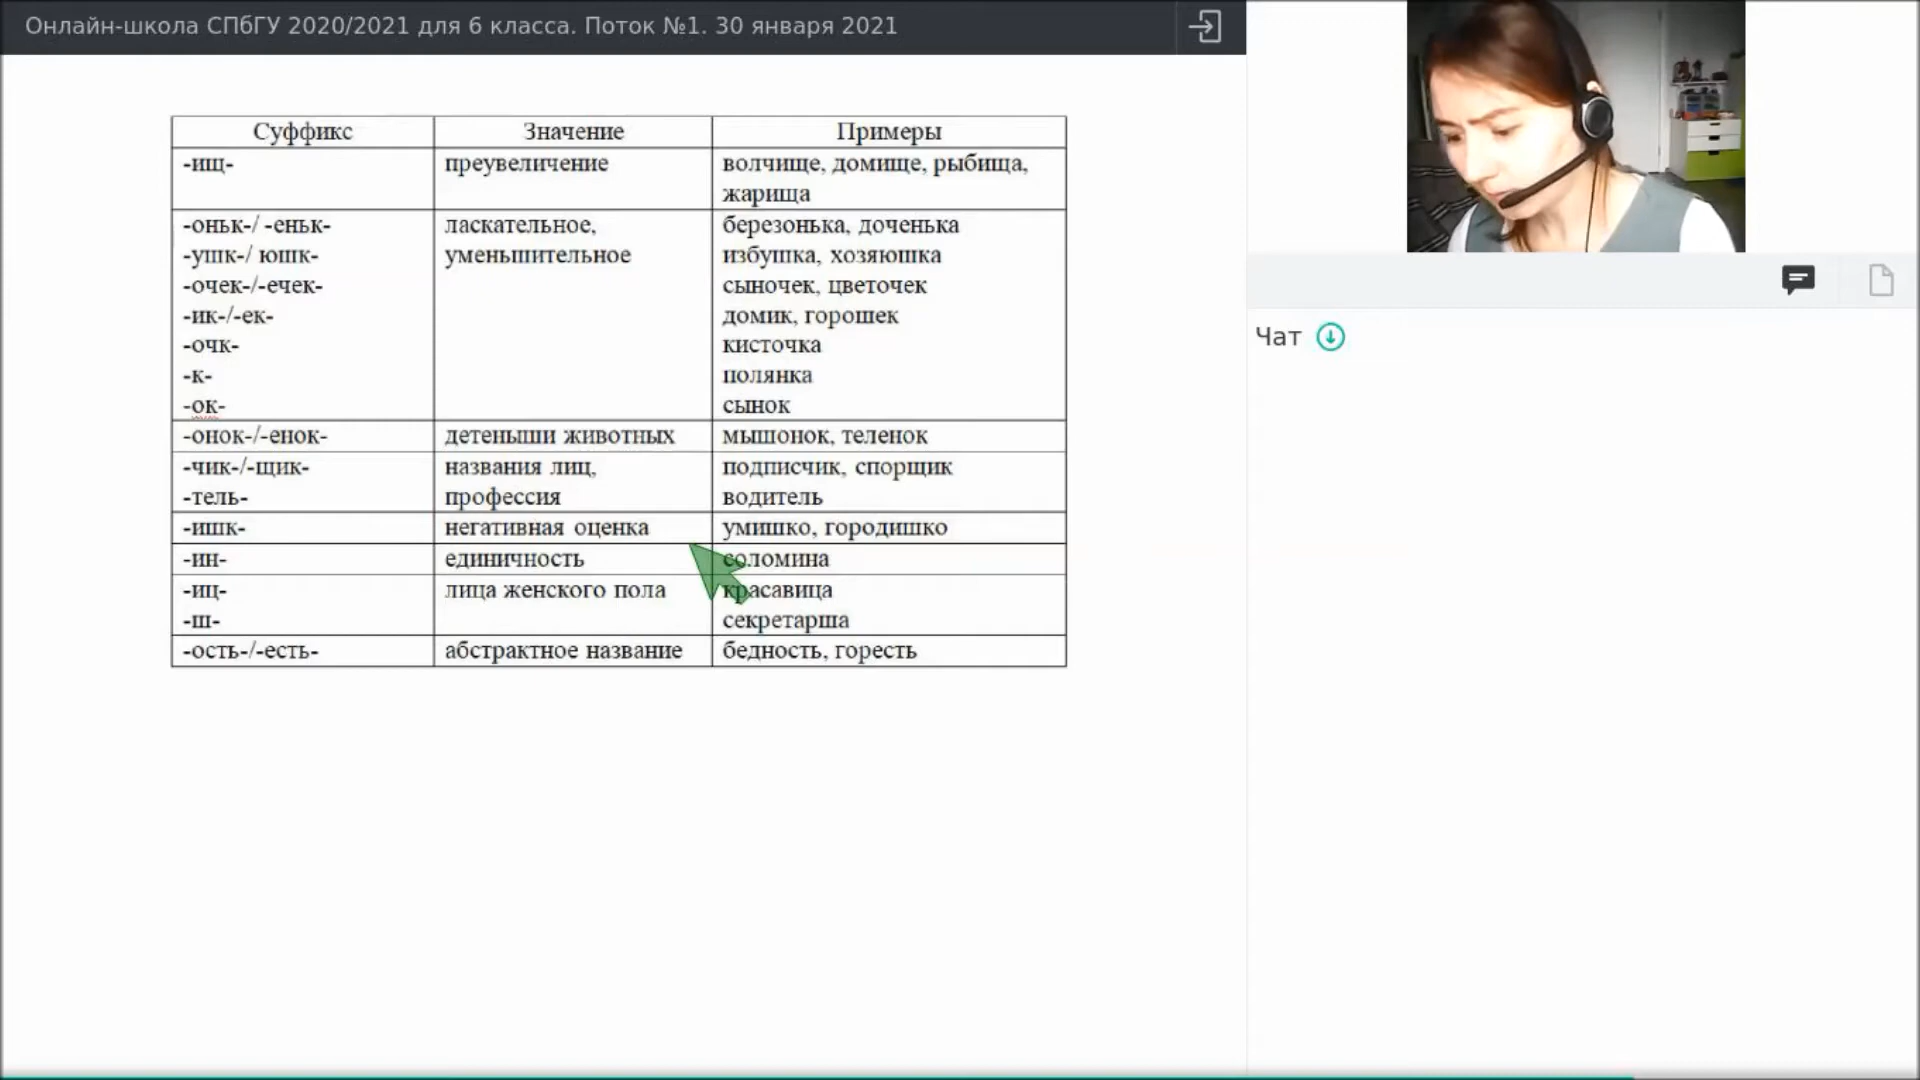 Онлайн-школа СПбГУ 2020/2021 для 6 класса. Поток №1. 30 января 2021
Суффикс Значение Примеры
-ищ- преувеличение волчище, домище, рыбища,
жарища
-оньк-/ -еньк- ласкательное, березонька, доченька
-ушк-/ юшк- уменьшительное избушка, хозяюшка
-очек-/-ечек- сыночек, цветочек
-ик-/-ек- домик, горошек
-очк- кисточка
-к- полянка
-ок- сынок
-онок-/-енок- детеныши животных мышонок, теленок
-чик-/-щик- названия лиц, подписчик, спорщик
-тель- профессия водитель
-ишк- негативная оценка умишко, городишко
-ин- единичность соломина
-иц- лица женского пола красавица
-ш- секретарша
-ость-/-есть- абстрактное название бедность, горесть
Чат